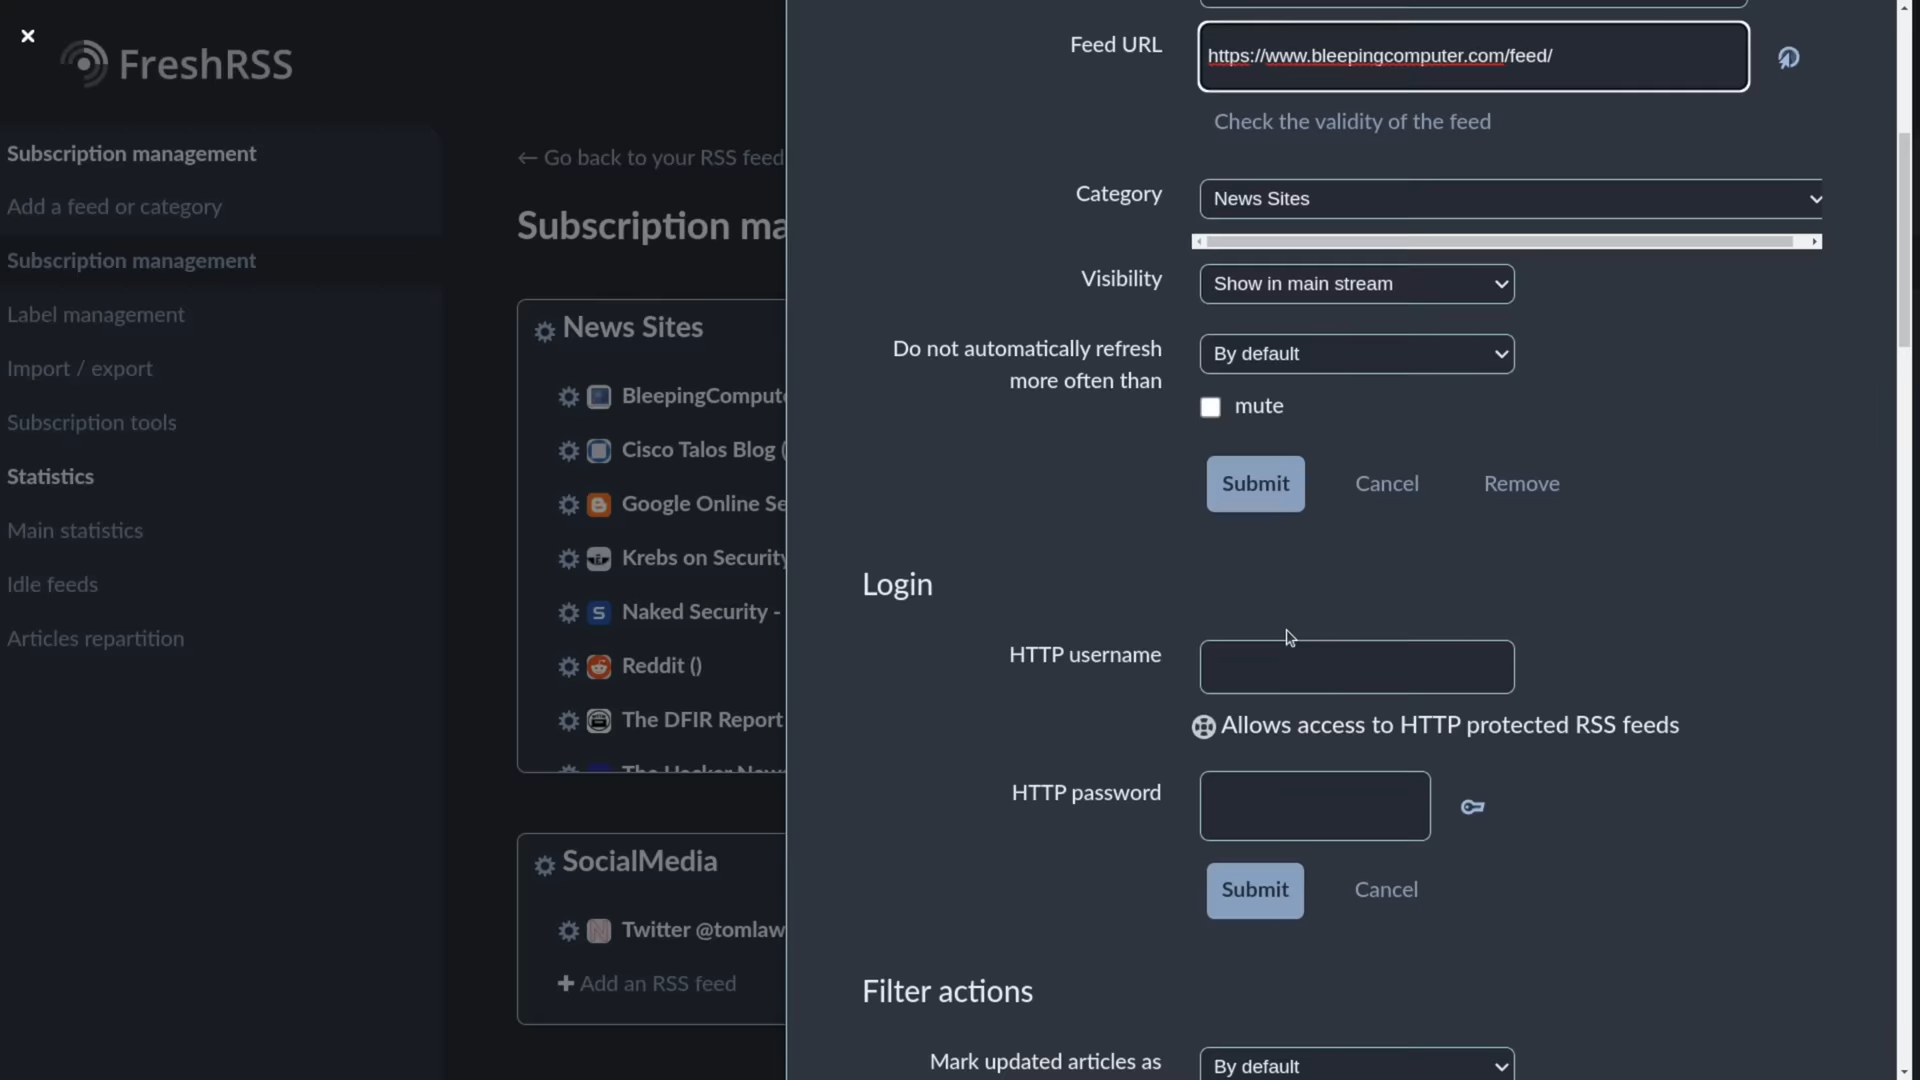 FreshRSS
Subscription management
Add a feed or category
Subscription management
Label management
Import / export
Subscription tools
Statistics
Main statistics
Idle feeds
Articles repartition
← Go back to your RSS feed
Subscription ma
News Sites
BleepingCompute
Cisco Talos Blog (
Google Online Se
Krebs on Security
Naked Security -
Reddit ()
The DFIR Report
The Hacker New
SocialMedia
Twitter @tomlaw
Add an RSS feed
Feed URL
https://www.bleepingcomputer.com/feed/
Check the validity of the feed
Category
News Sites
Visibility
Show in main stream
Do not automatically refresh
more often than
By default
mute
Submit Cancel Remove
Login
HTTP username
Allows access to HTTP protected RSS feeds
HTTP password
Submit Cancel
Filter actions
Mark updated articles as
By default